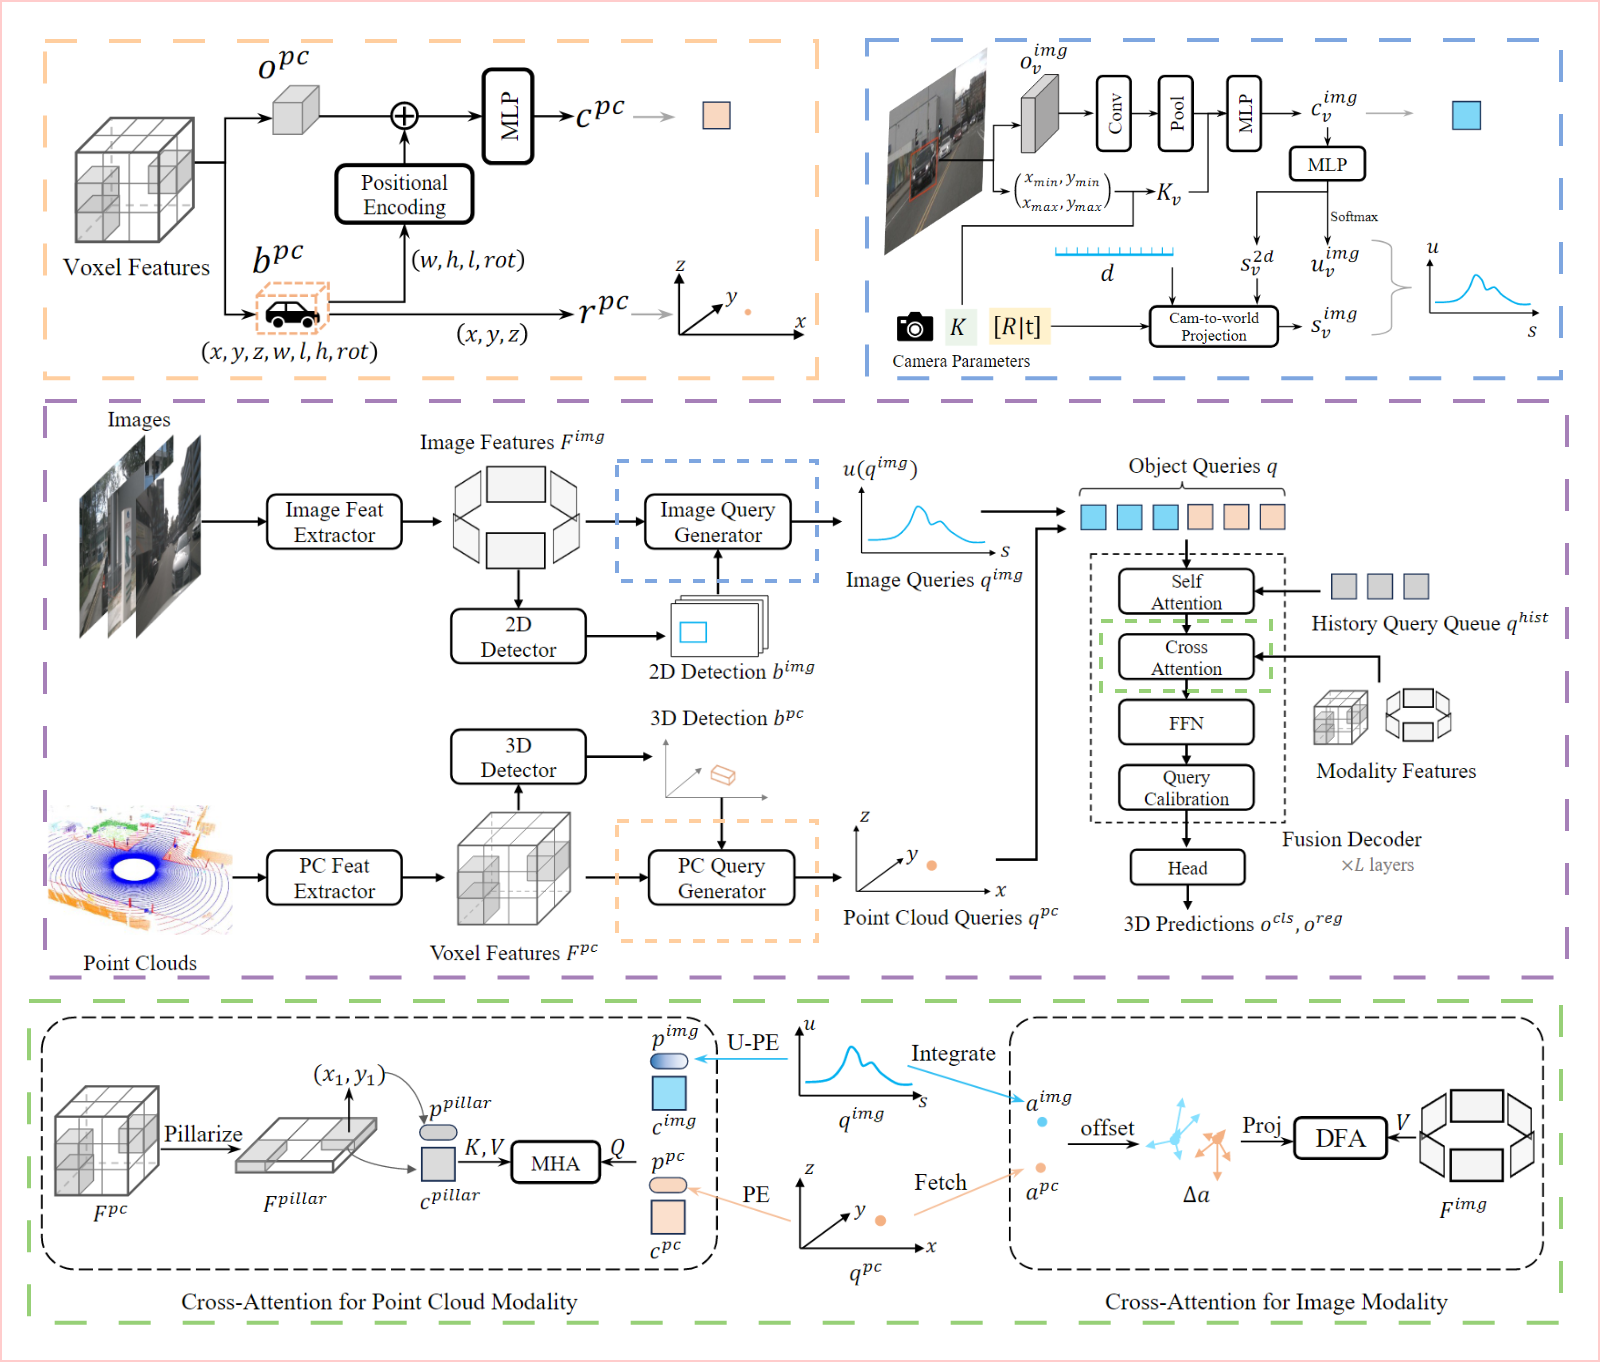 o^{pc}
MLP
c^{pc}
Positional
Encoding
Voxel Features
b^{pc}
(w, h, l, rot)
r^{pc}
(x, y, z)
(x, y, z, w, l, h, rot)
z
y
x
o_v^{img}
Conv
Pool
MLP
c_v^{img}
MLP
(x_{min}, y_{min}
x_{max}, y_{max})
K_v
Softmax
d
s_v^{2d}
u_v^{img}
u
s
K
[R|t]
Cam-to-world
Projection
s_v^{img}
Camera Parameters
Images
Image Features F^{img}
Image Feat
Extractor
Image Query
Generator
u(q^{img})
s
Image Queries q^{img}
2D
Detector
2D Detection b^{img}
3D Detection b^{pc}
3D
Detector
PC Feat
Extractor
PC Query
Generator
z
y
x
Point Cloud Queries q^{pc}
Voxel Features F^{pc}
Point Clouds
Object Queries q
Self
Attention
History Query Queue q^{hist}
Cross
Attention
FFN
Modality Features
Query
Calibration
Fusion Decoder
×L layers
Head
3D Predictions o^{cls}, o^{reg}
F^{pc}
Pillarize
(x_1, y_1)
F^{pillar}
p^{pillar}
c^{pillar}
K, V
MHA
Q
p^{img}
c^{img}
p^{pc}
c^{pc}
U-PE
PE
u
s
q^{img}
z
y
x
q^{pc}
Integrate
Fetch
a^{img}
a^{pc}
offset
Δa
Proj
DFA
V
F^{img}
Cross-Attention for Point Cloud Modality
Cross-Attention for Image Modality